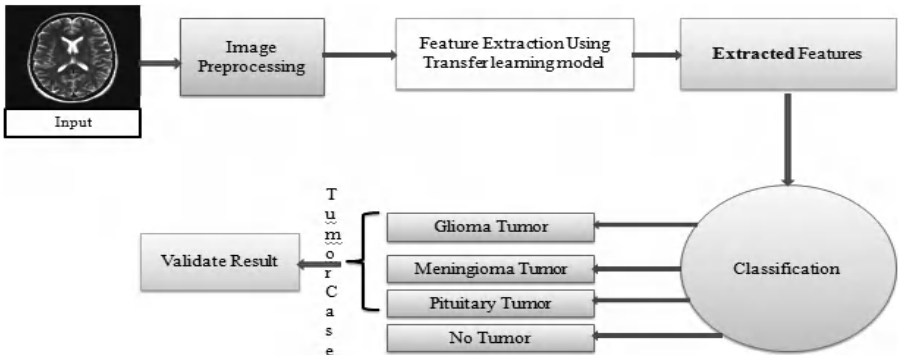 Input
Image
Preprocessing
Feature Extraction Using
Transfer learning model
Extracted Features
Classification
Glioma Tumor
Meningioma Tumor
Pituitary Tumor
No Tumor
Tumor Case
Validate Result